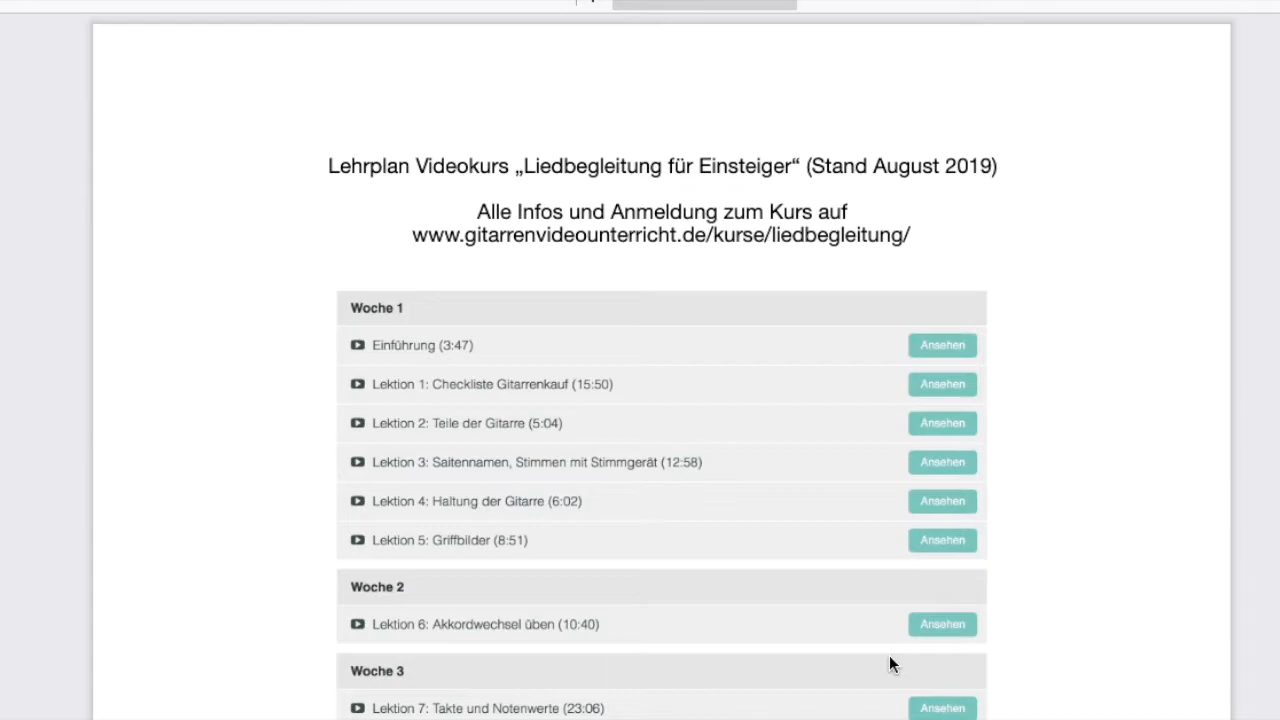 Lehrplan Videokurs „Liedbegleitung für Einsteiger“ (Stand August 2019)
Alle Infos und Anmeldung zum Kurs auf
www.gitarrenvideounterricht.de/kurse/liedbegleitung/
Woche 1
Einführung (3:47) Ansehen
Lektion 1: Checkliste Gitarrenkauf (15:50) Ansehen
Lektion 2: Teile der Gitarre (5:04) Ansehen
Lektion 3: Saitennamen, Stimmen mit Stimmgerät (12:58) Ansehen
Lektion 4: Haltung der Gitarre (6:02) Ansehen
Lektion 5: Griffbilder (8:51) Ansehen
Woche 2
Lektion 6: Akkordwechsel üben (10:40) Ansehen
Woche 3
Lektion 7: Takte und Notenwerte (23:06) Ansehen